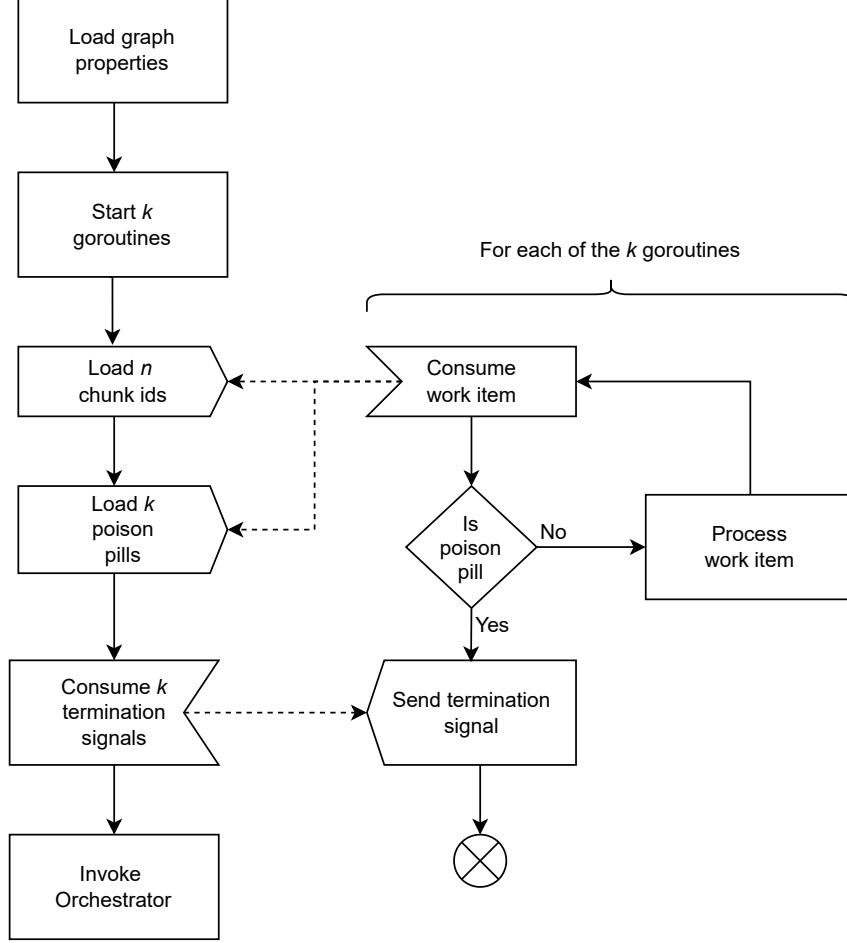 Load graph
properties
Start k
goroutines
For each of the k goroutines
Load n
chunk ids
Consume
work item
Load k
poison
pills
Is
poison
pill
No
Process
work item
Yes
Consume k
termination
signals
Send termination
signal
Invoke
Orchestrator